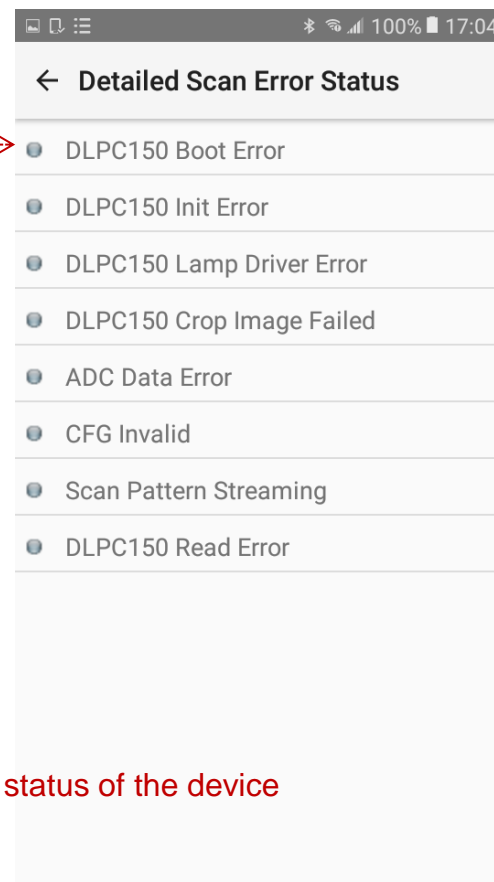 100% 17:04
Detailed Scan Error Status
DLPC150 Boot Error
DLPC150 Init Error
DLPC150 Lamp Driver Error
DLPC150 Crop Image Failed
ADC Data Error
CFG Invalid
Scan Pattern Streaming
DLPC150 Read Error
status of the device